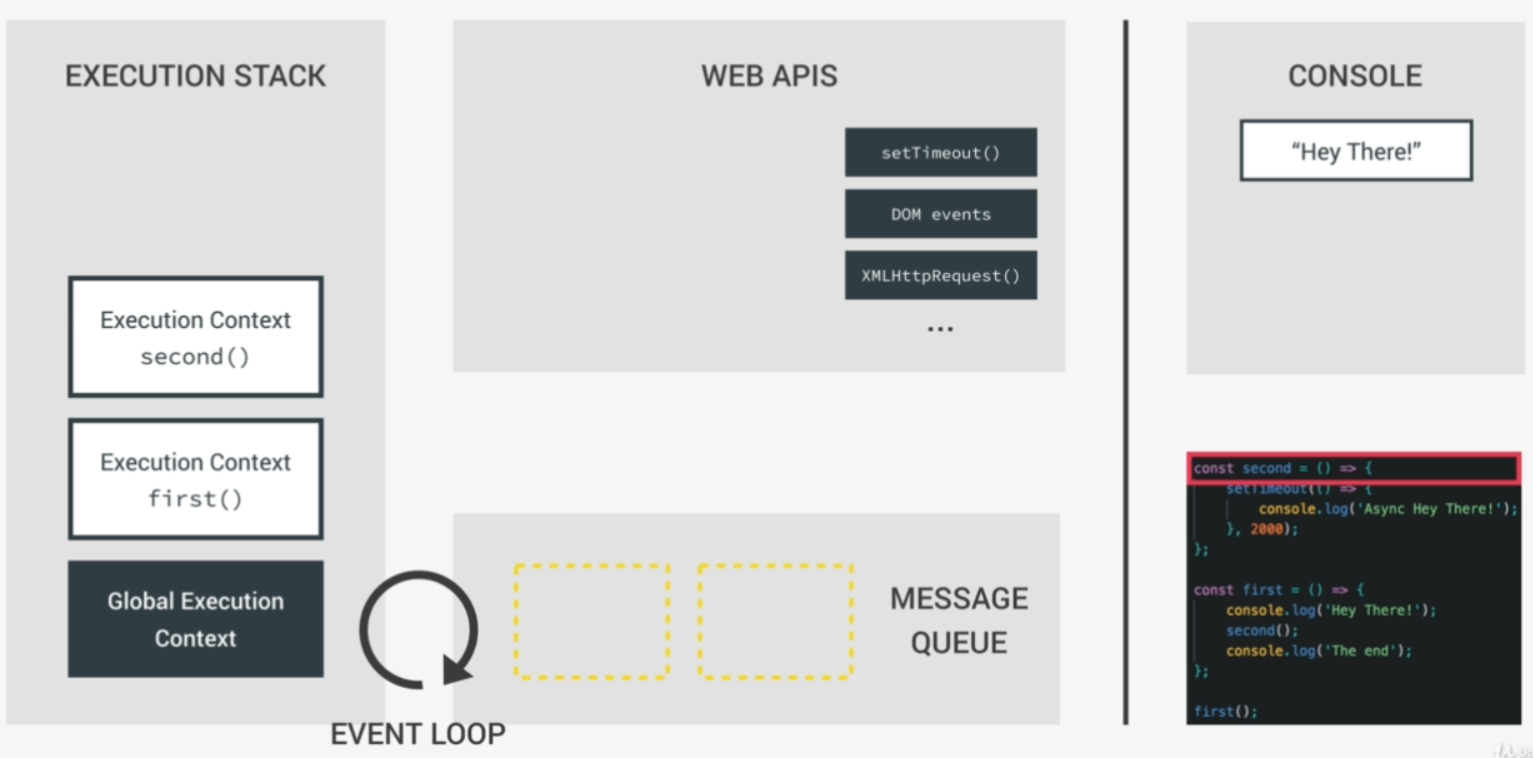 EXECUTION STACK
Execution Context
second()
Execution Context
first()
Global Execution
Context
EVENT LOOP
WEB APIS
setTimeout()
DOM events
XMLHttpRequest()
...
MESSAGE
QUEUE
CONSOLE
“Hey There!”
const second = () => {
setTimeout(() => {
console.log('Async Hey There!');
}, 2000);
};
const first = () => {
console.log('Hey There!');
second();
console.log('The end');
};
first();